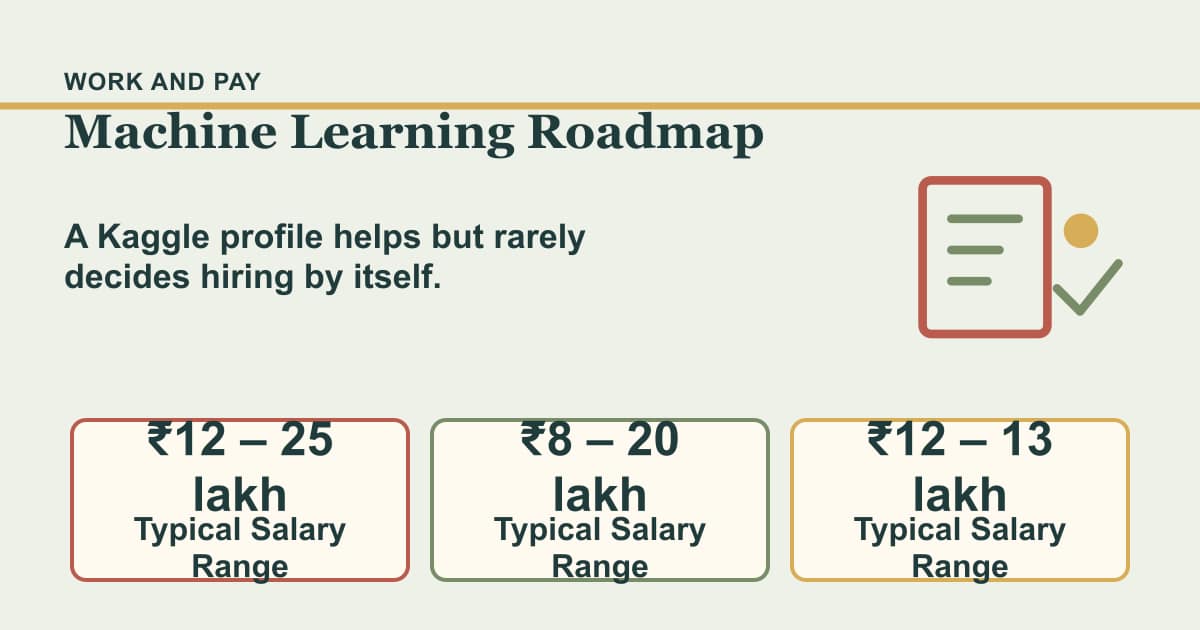 WORK AND PAY
Machine Learning Roadmap
A Kaggle profile helps but rarely
decides hiring by itself.
₹12 – 25
lakh
Typical Salary
Range
₹8 – 20
lakh
Typical Salary
Range
₹12 – 13
lakh
Typical Salary
Range